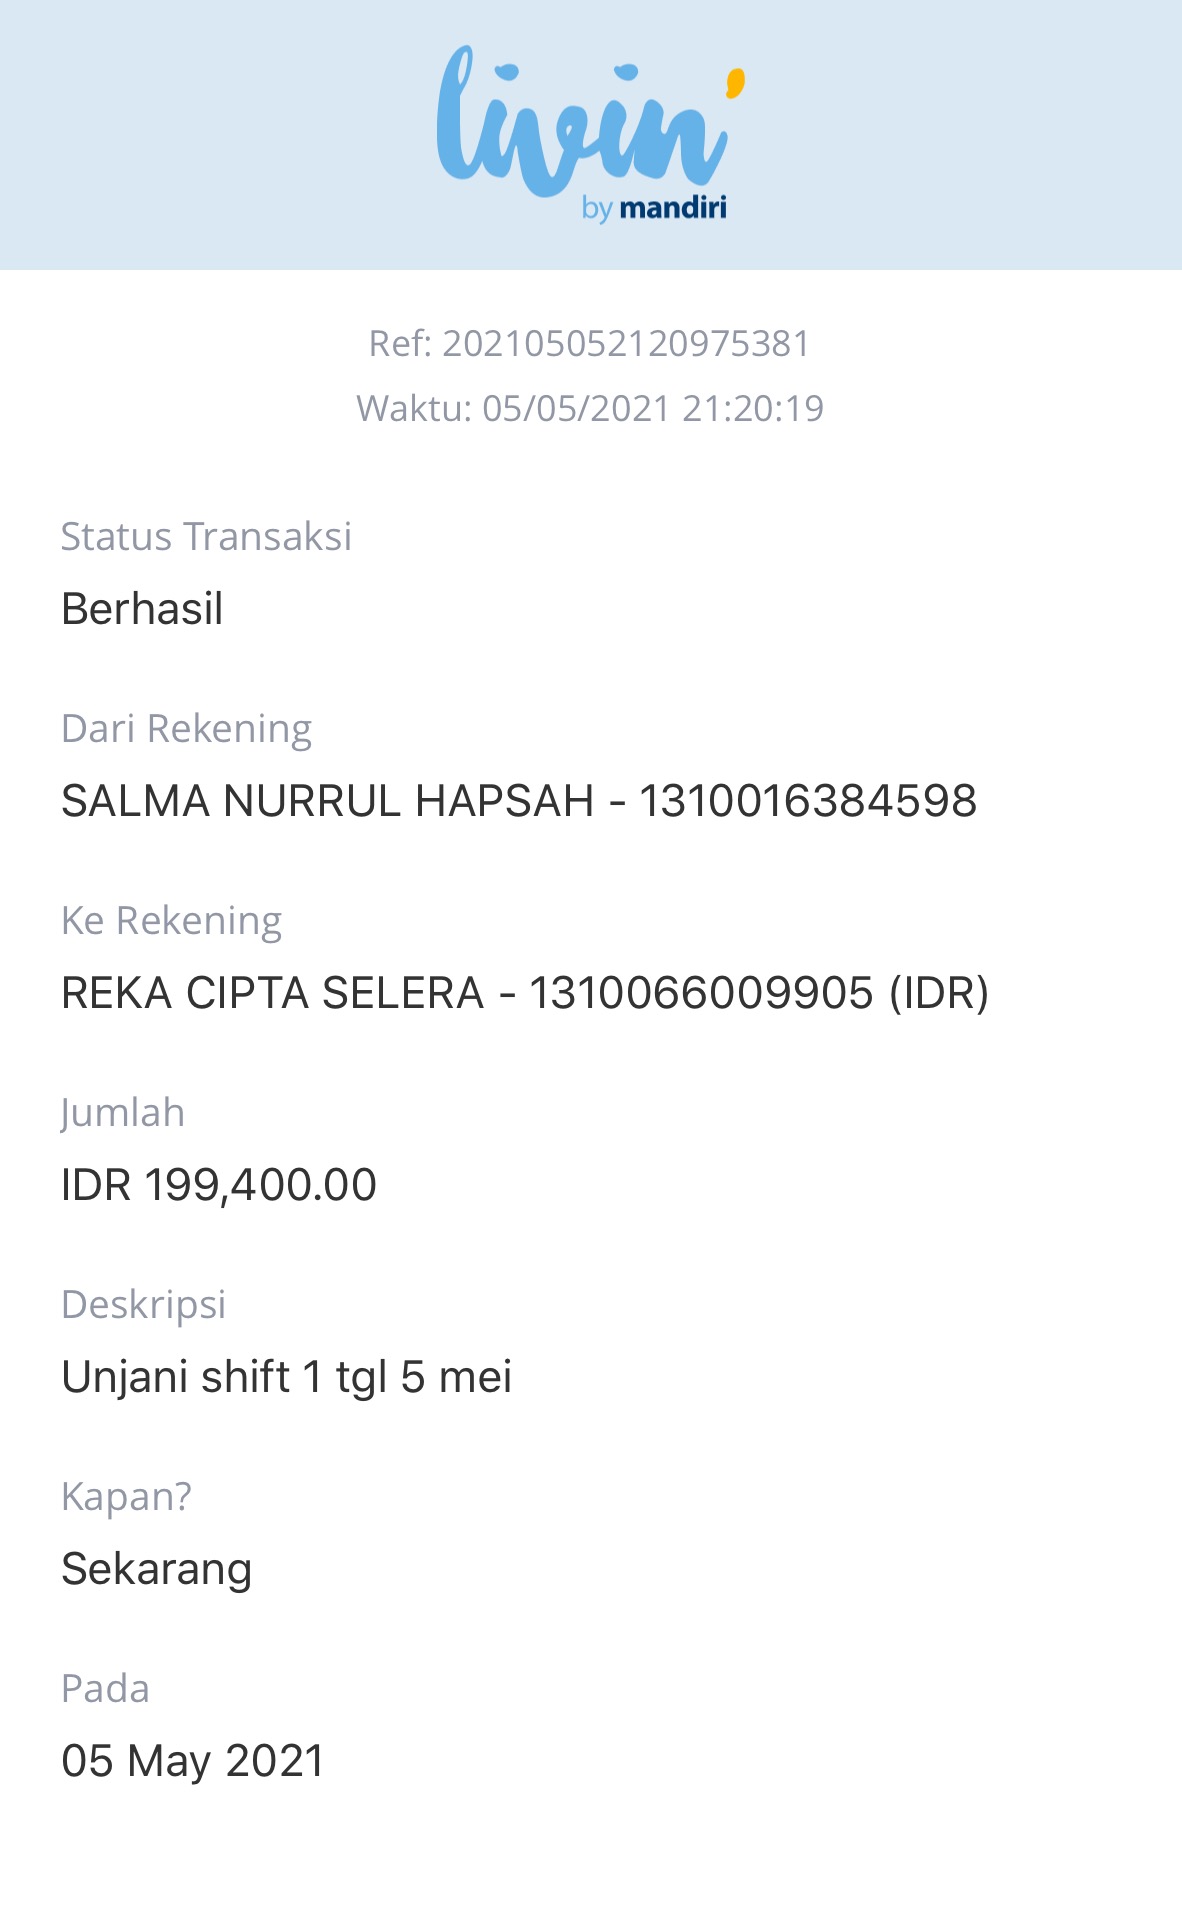 livin'
by mandiri
Ref: 202105052120975381
Waktu: 05/05/2021 21:20:19
Status Transaksi
Berhasil
Dari Rekening
SALMA NURRUL HAPSAH - 1310016384598
Ke Rekening
REKA CIPTA SELERA - 1310066009905 (IDR)
Jumlah
IDR 199,400.00
Deskripsi
Unjani shift 1 tgl 5 mei
Kapan?
Sekarang
Pada
05 May 2021